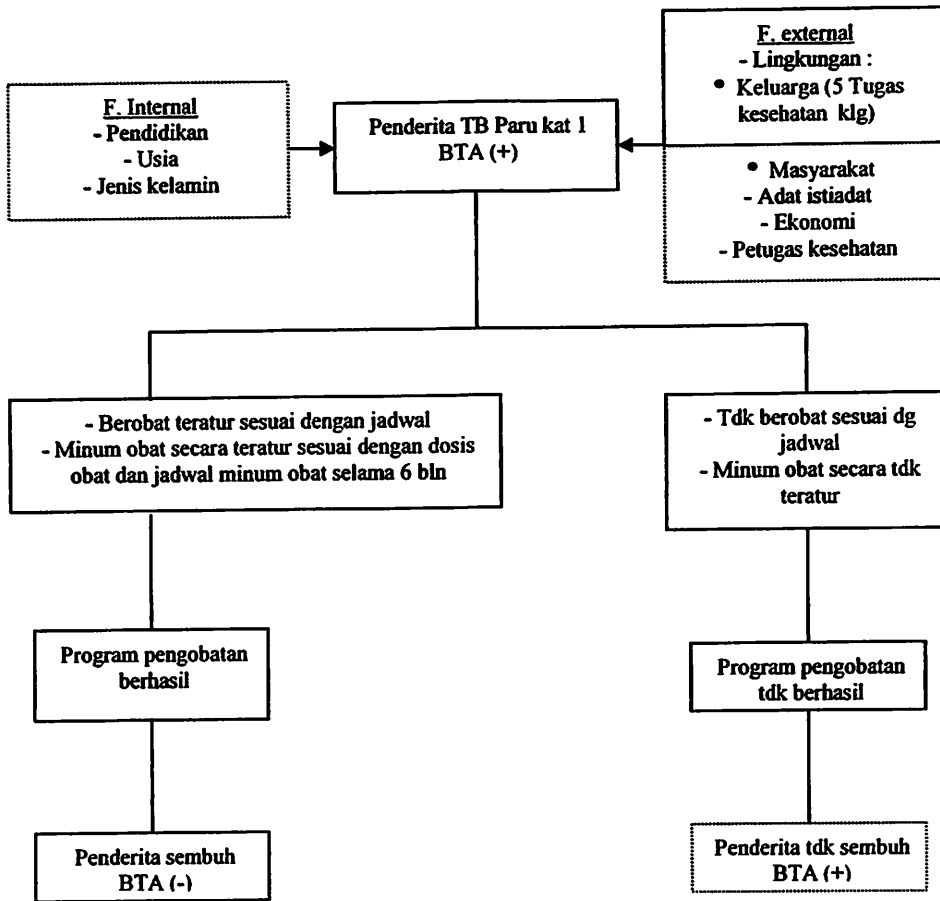 F. Internal
- Pendidikan
- Usia
- Jenis kelamin
Penderita TB Paru kat 1
BTA (+)
F. external
- Lingkungan :
• Keluarga (5 Tugas
kesehatan klg)
• Masyarakat
- Adat istiadat
- Ekonomi
- Petugas kesehatan
- Berobat teratur sesuai dengan jadwal
- Minum obat secara teratur sesuai dengan dosis
obat dan jadwal minum obat selama 6 bln
- Tdk berobat sesuai dg
jadwal
- Minum obat secara tdk
teratur
Program pengobatan
berhasil
Program pengobatan
tdk berhasil
Penderita sembuh
BTA (-)
Penderita tdk sembuh
BTA (+)